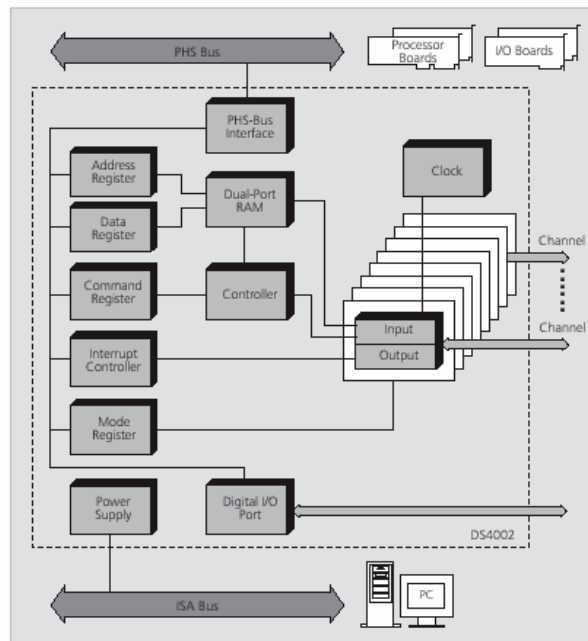 PHS Bus
Processor
Boards
I/O Boards
PHS-Bus
Interface
Address
Register
Dual-Port
RAM
Clock
Data
Register
Channel
Command
Register
Controller
Input
Channel
Output
Interrupt
Controller
Mode
Register
Power
Supply
Digital I/O
Port
DS4002
ISA Bus
PC